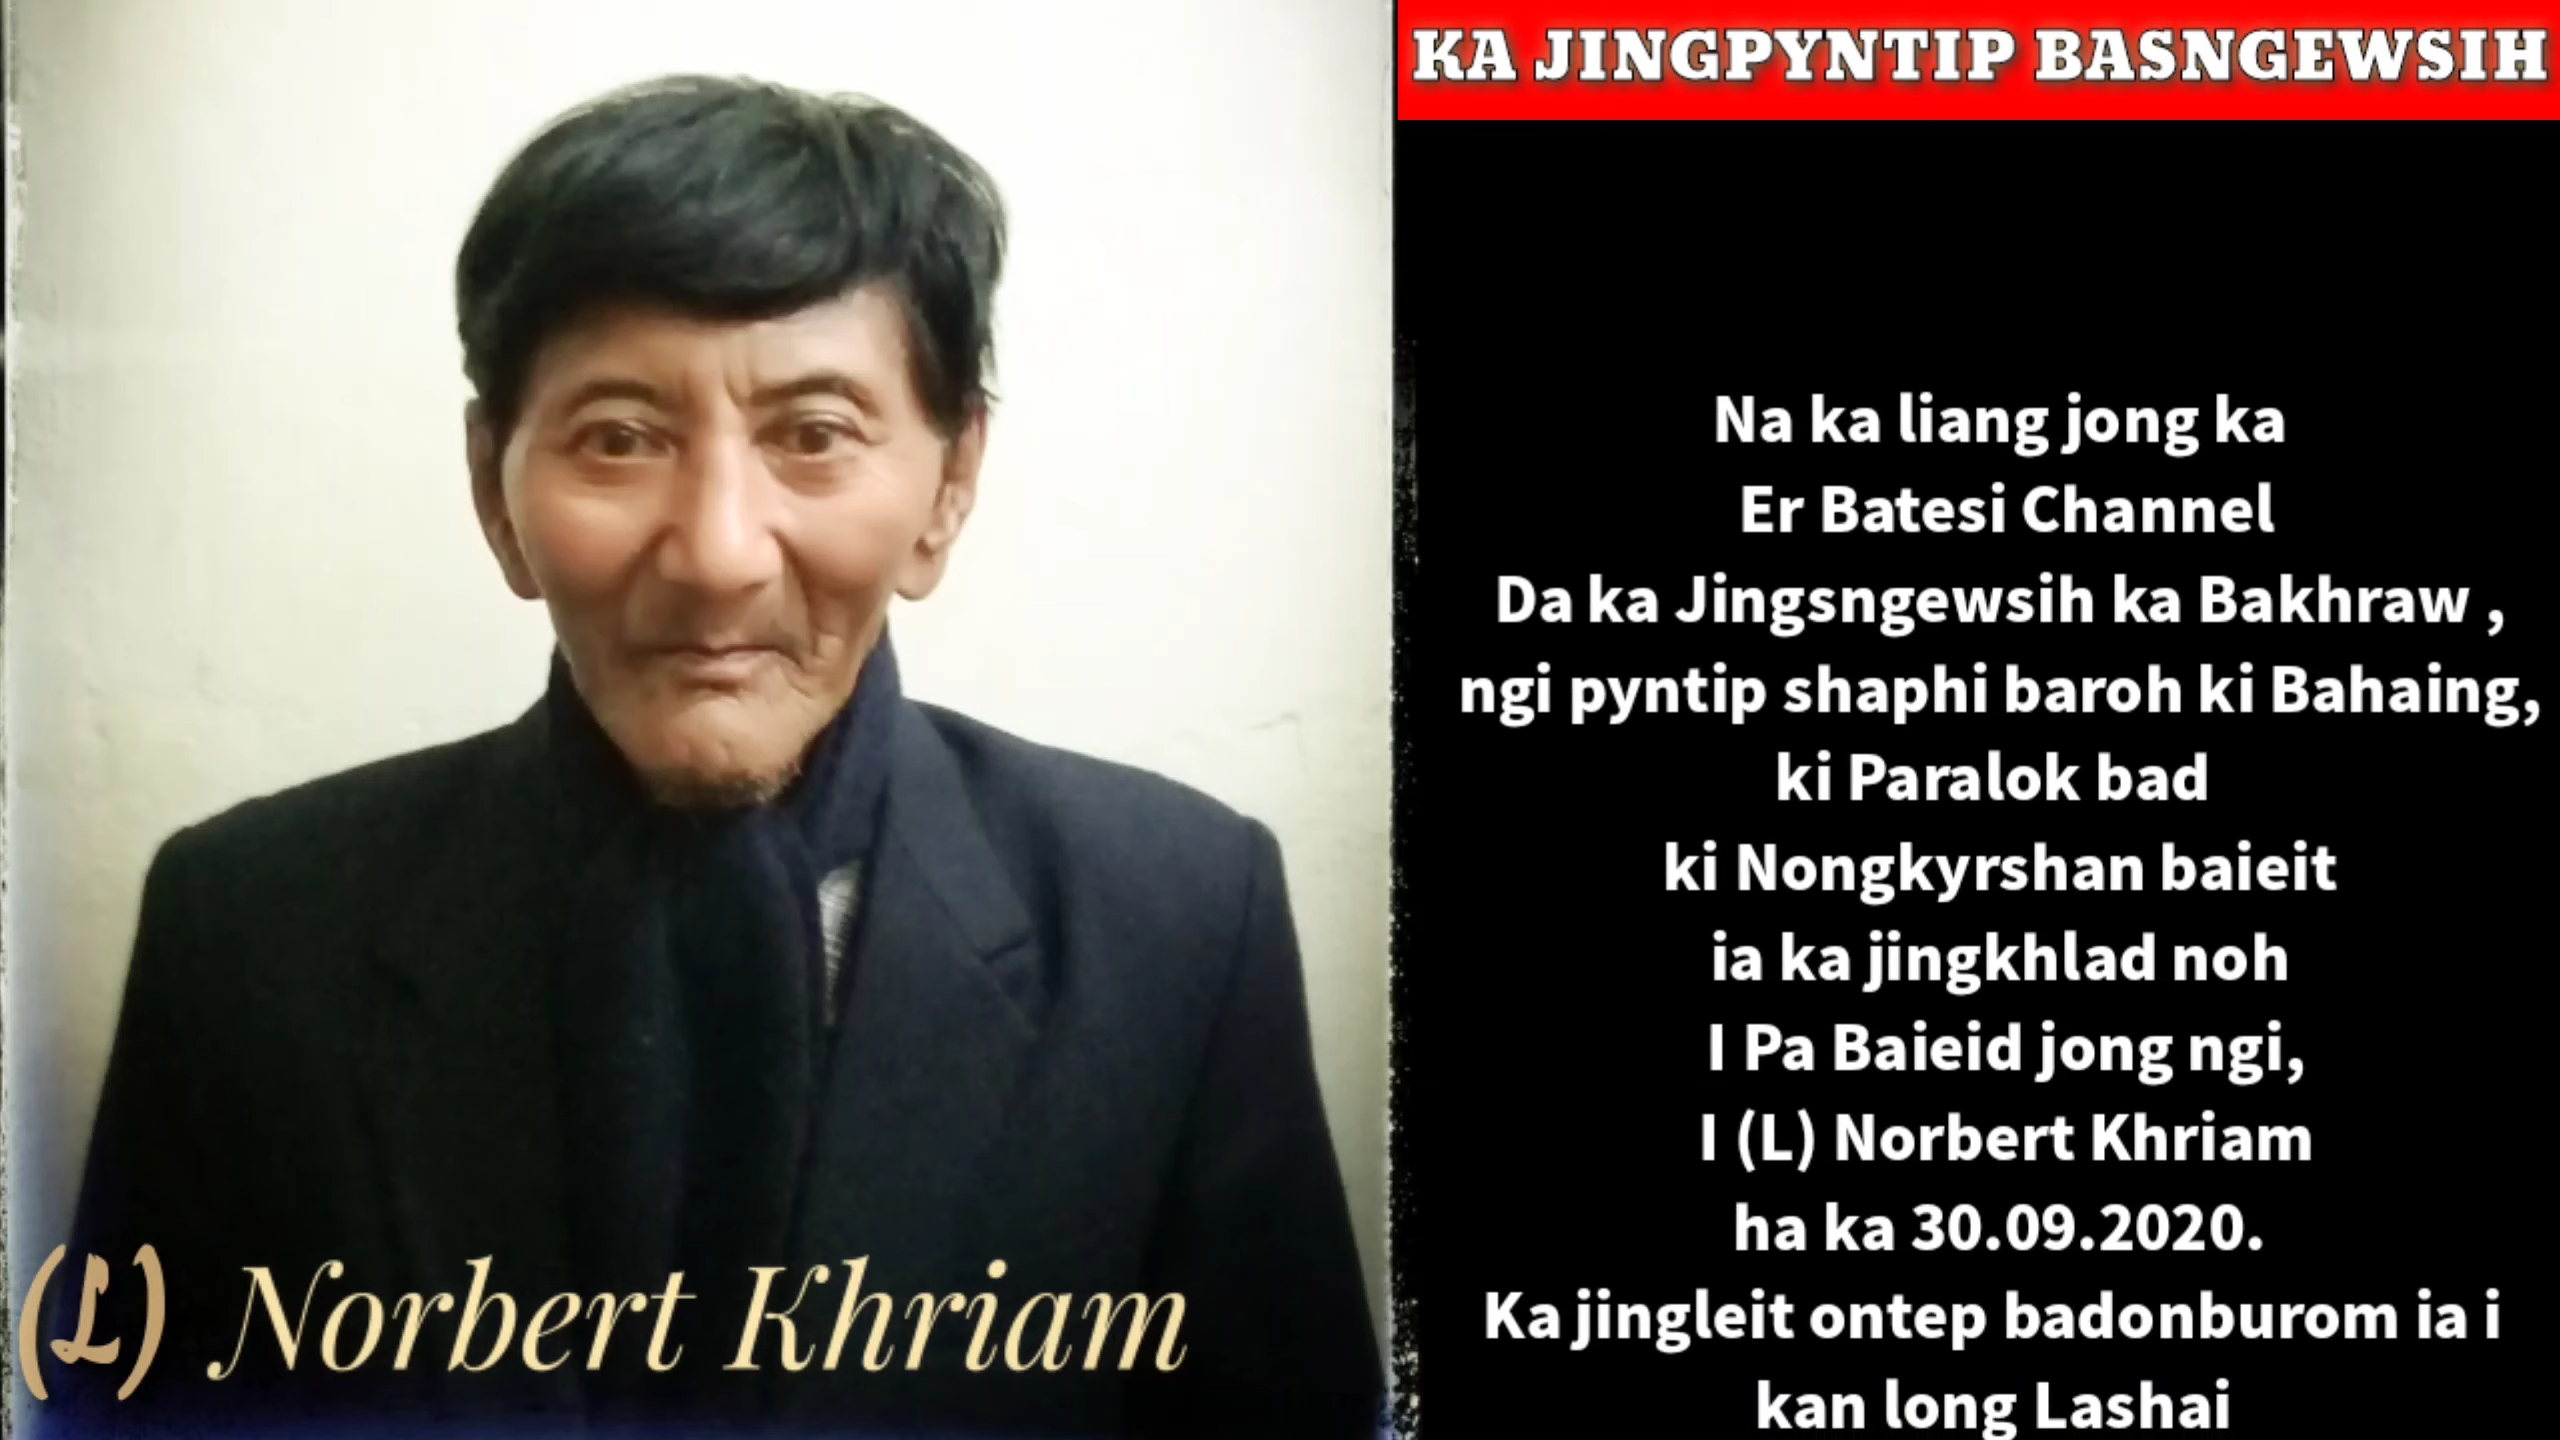 KA JINGPYNTIP BASNGEWSIH
Na ka liang jong ka
Er Batesi Channel
Da ka Jingsngewsih ka Bakhraw ,
ngi pyntip shaphi baroh ki Bahaing,
ki Paralok bad
ki Nongkyrshan baieit
ia ka jingkhlad noh
I Pa Baieid jong ngi,
I (L) Norbert Khriam
ha ka 30.09.2020.
Ka jingleit ontep badonburom ia i
kan long Lashai
(L) Norbert Khriam